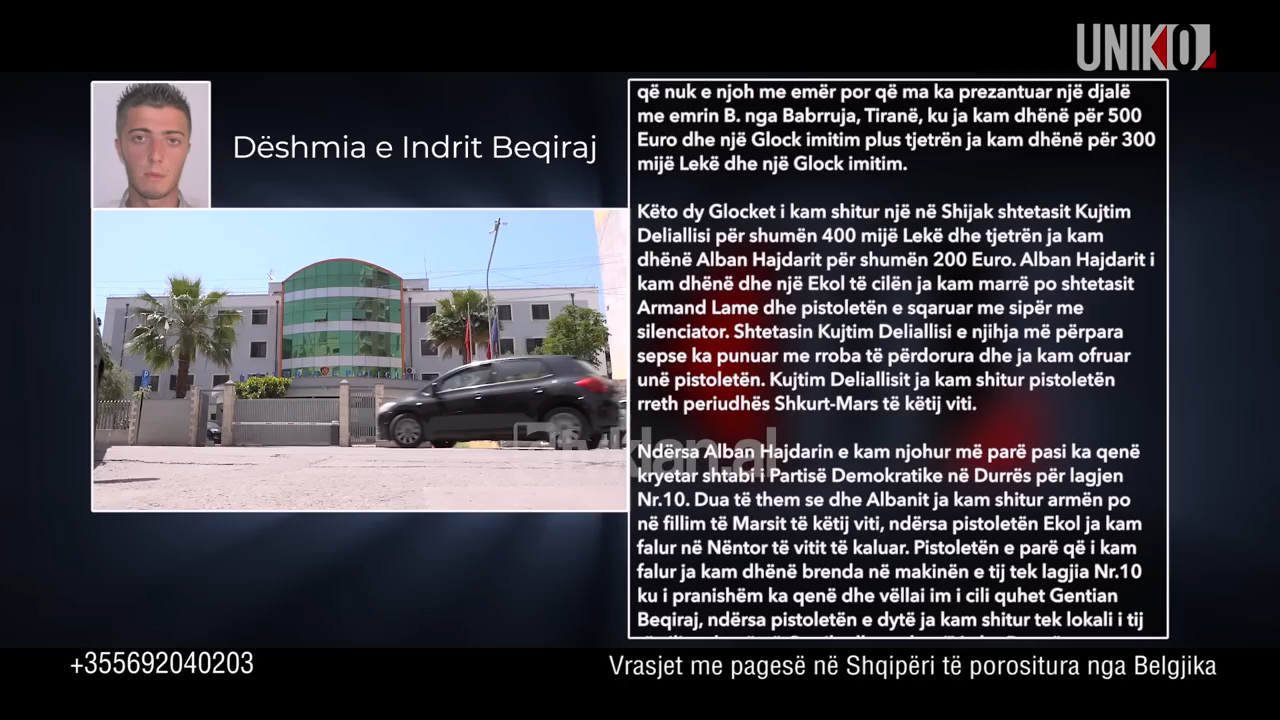 UNIKO
Dëshmia e Indrit Beqiraj
që nuk e njoh me emër por që ma ka prezantuar një djalë
me emrin B. nga Babrruja, Tiranë, ku ja kam dhënë për 500
Euro dhe një Glock imitim plus tjetrën ja kam dhënë për 300
mijë Lekë dhe një Glock imitim.
Këto dy Glocket i kam shitur një në Shijak shtetasit Kujtim
Deliallisi për shumën 400 mijë Lekë dhe tjetrën ja kam
dhënë Alban Hajdarit për shumën 200 Euro. Alban Hajdarit i
kam dhënë dhe një Ekol të cilën ja kam marrë po shtetasit
Armand Lame dhe pistoletën e sqaruar me sipër me
silenciator. Shtetasin Kujtim Deliallisi e njihja më përpara
sepse ka punuar me rroba të përdorura dhe ja kam ofruar
unë pistoletën. Kujtim Deliallisit ja kam shitur pistoletën
rreth periudhës Shkurt-Mars të këtij viti.
Ndërsa Alban Hajdarin e kam njohur më parë pasi ka qenë
kryetar shtabi i Partisë Demokratike në Durrës për lagjen
Nr.10. Dua të them se dhe Albanit ja kam shitur armën po
në fillim të Marsit të këtij viti, ndërsa pistoletën Ekol ja kam
falur në Nëntor të vitit të kaluar. Pistoletën e parë që i kam
falur ja kam dhënë brenda në makinën e tij tek lagjia Nr.10
ku i pranishëm ka qenë dhe vëllai im i cili quhet Gentian
Beqiraj, ndërsa pistoletën e dytë ja kam shitur tek lokali i tij
tvklan.al
+355692040203
Vrasjet me pagesë në Shqipëri të porositura nga Belgjika